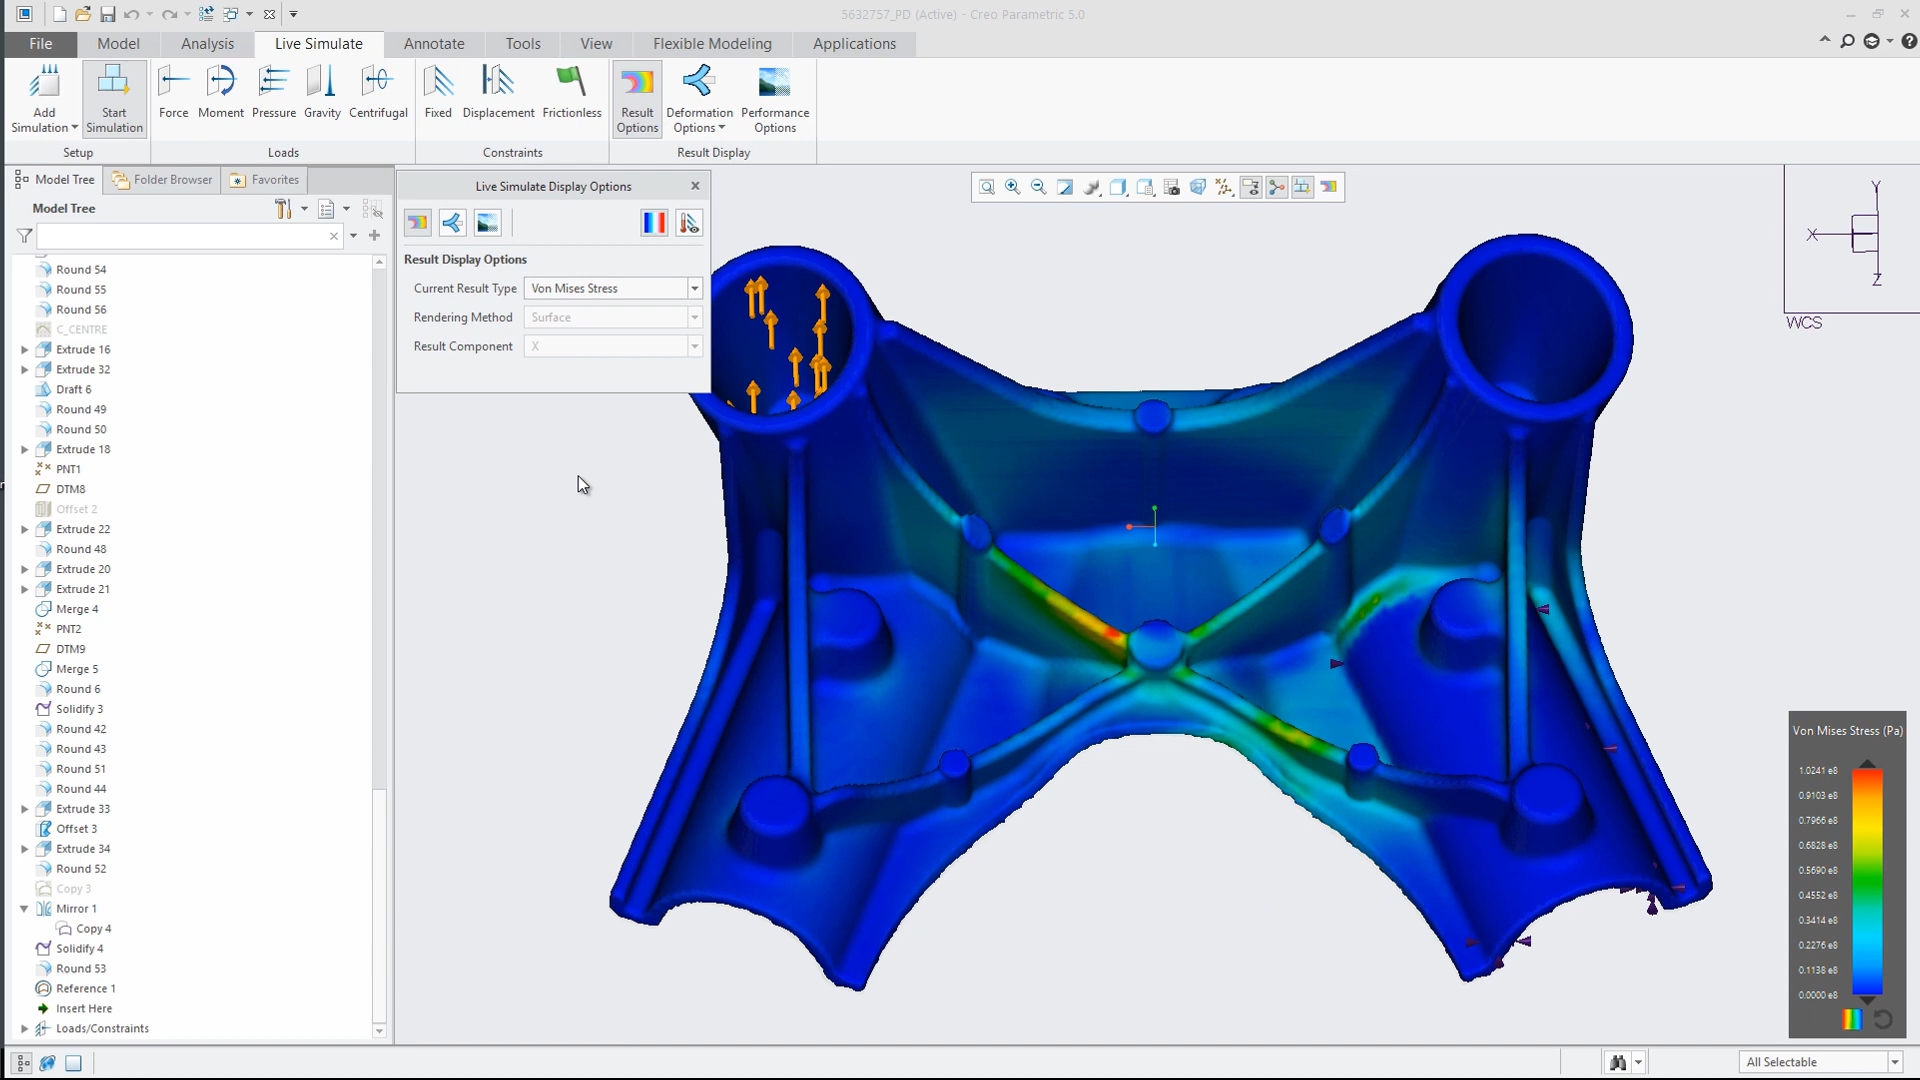 5632757_PD (Active) - Creo Parametric 5.0
File Model Analysis Live Simulate Annotate Tools View Flexible Modeling Applications
Add Simulation
Start Simulation
Force
Moment
Pressure
Gravity
Centrifugal
Fixed
Displacement
Frictionless
Result Options
Deformation Options
Performance Options
Setup
Loads
Constraints
Result Display
Model Tree
Folder Browser
Favorites
Model Tree
Round 54
Round 55
Round 56
C_CENTRE
Extrude 16
Extrude 32
Draft 6
Round 49
Round 50
Extrude 18
PNT1
DTM8
Offset 2
Extrude 22
Round 48
Extrude 20
Extrude 21
Merge 4
PNT2
DTM9
Merge 5
Round 6
Solidify 3
Round 42
Round 43
Round 51
Round 44
Extrude 33
Offset 3
Extrude 34
Round 52
Copy 3
Mirror 1
Copy 4
Solidify 4
Round 53
Reference 1
Insert Here
Loads/Constraints
Live Simulate Display Options
Result Display Options
Current Result Type Von Mises Stress
Rendering Method Surface
Result Component X
Y
X
Z
WCS
Von Mises Stress (Pa)
1.0241 e8
0.9103 e8
0.7966 e8
0.6828 e8
0.5690 e8
0.4552 e8
0.3414 e8
0.2276 e8
0.1138 e8
0.0000 e8
All Selectable